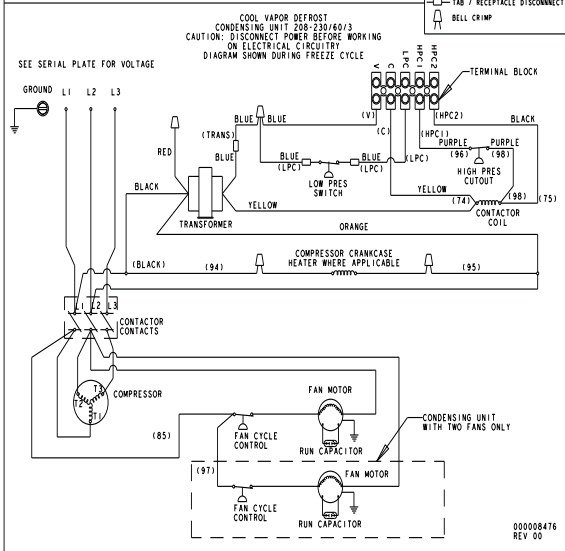 TAB / RECEPTACLE DISCONNNECT
BELL CRIMP
COOL VAPOR DEFROST
CONDENSING UNIT 208-230/60/3
CAUTION: DISCONNECT POWER BEFORE WORKING
ON ELECTRICAL CIRCUITRY
DIAGRAM SHOWN DURING FREEZE CYCLE
SEE SERIAL PLATE FOR VOLTAGE
GROUND L1 L2 L3
V C LPC HPC1 HPC2
TERMINAL BLOCK
BLUE BLUE (V) (HPC2) BLACK
(TRANS) (C) (HPC1)
RED BLUE BLUE BLUE PURPLE PURPLE
(LPC) (LPC) (LPC) (96) (98)
LOW PRES
SWITCH
HIGH PRES
CUTOUT
BLACK YELLOW
(74) (98) (75)
YELLOW
TRANSFORMER
CONTACTOR
COIL
ORANGE
COMPRESSOR CRANKCASE
HEATER WHERE APPLICABLE
(BLACK) (94) (95)
L1 L2 L3
CONTACTOR
CONTACTS
T3
T2
T1
COMPRESSOR
FAN MOTOR
(85)
FAN CYCLE
CONTROL
RUN CAPACITOR
CONDENSING UNIT
WITH TWO FANS ONLY
(97)
FAN MOTOR
FAN CYCLE
CONTROL
RUN CAPACITOR
000008476
REV 00